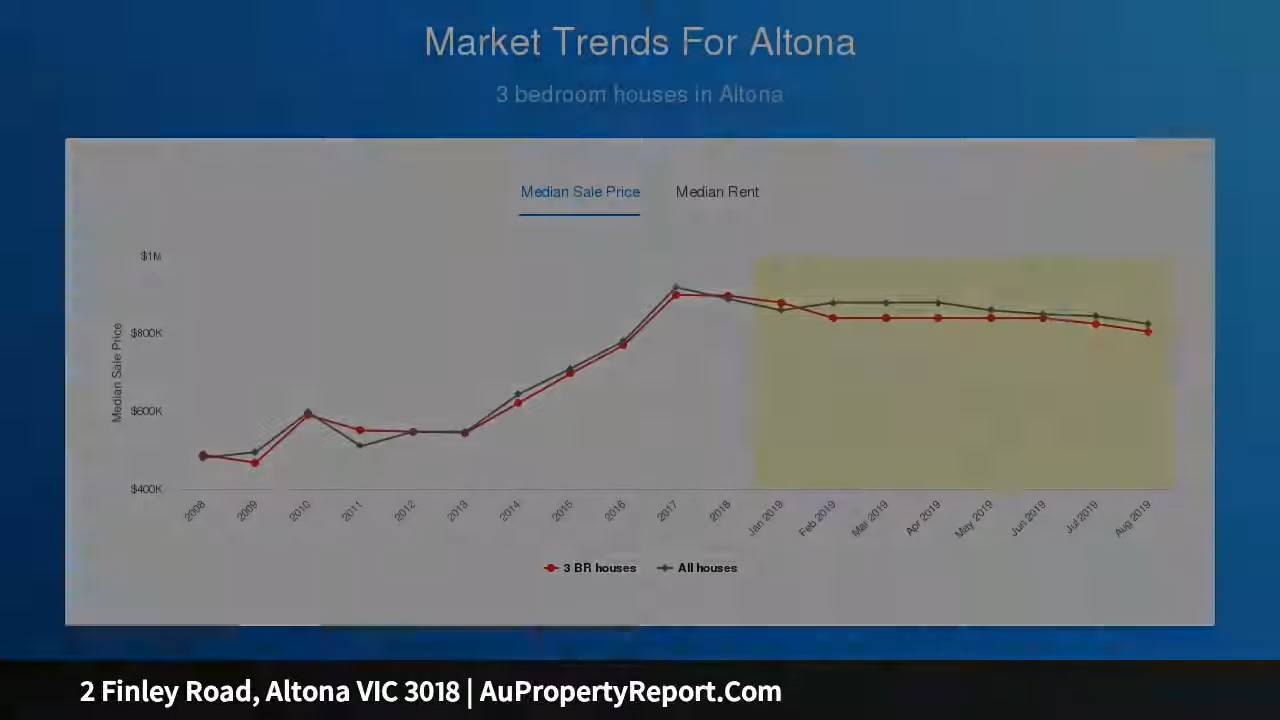 Market Trends For Altona
3 bedroom houses in Altona
Median Sale Price Median Rent
$1M
$800K
$600K
$400K
Median Sale Price
2008 2009 2010 2011 2012 2013 2014 2015 2016 2017 2018 Jan 2019 Feb 2019 Mar 2019 Apr 2019 May 2019 Jun 2019 Jul 2019 Aug 2019
3 BR houses All houses
2 Finley Road, Altona VIC 3018 | AuPropertyReport.Com